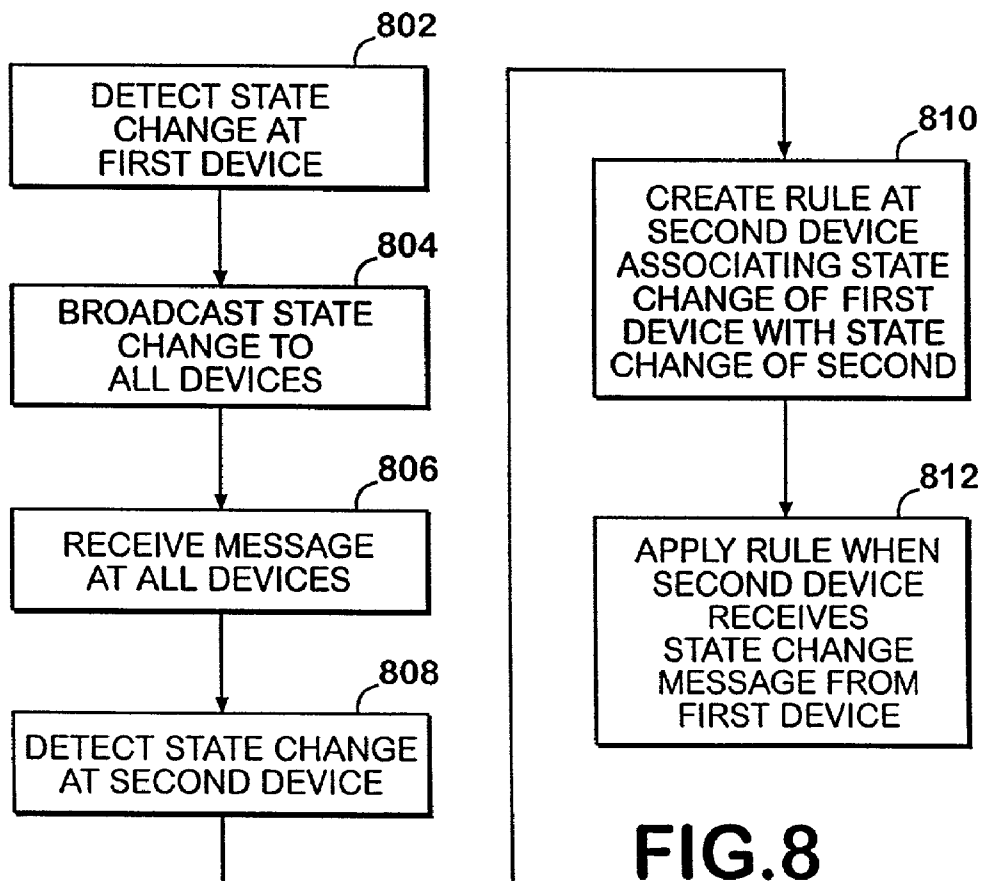 802
DETECT STATE
CHANGE AT
FIRST DEVICE
804
BROADCAST STATE
CHANGE TO
ALL DEVICES
806
RECEIVE MESSAGE
AT ALL DEVICES
808
DETECT STATE CHANGE
AT SECOND DEVICE
810
CREATE RULE AT
SECOND DEVICE
ASSOCIATING STATE
CHANGE OF FIRST
DEVICE WITH STATE
CHANGE OF SECOND
812
APPLY RULE WHEN
SECOND DEVICE
RECEIVES
STATE CHANGE
MESSAGE FROM
FIRST DEVICE
FIG.8